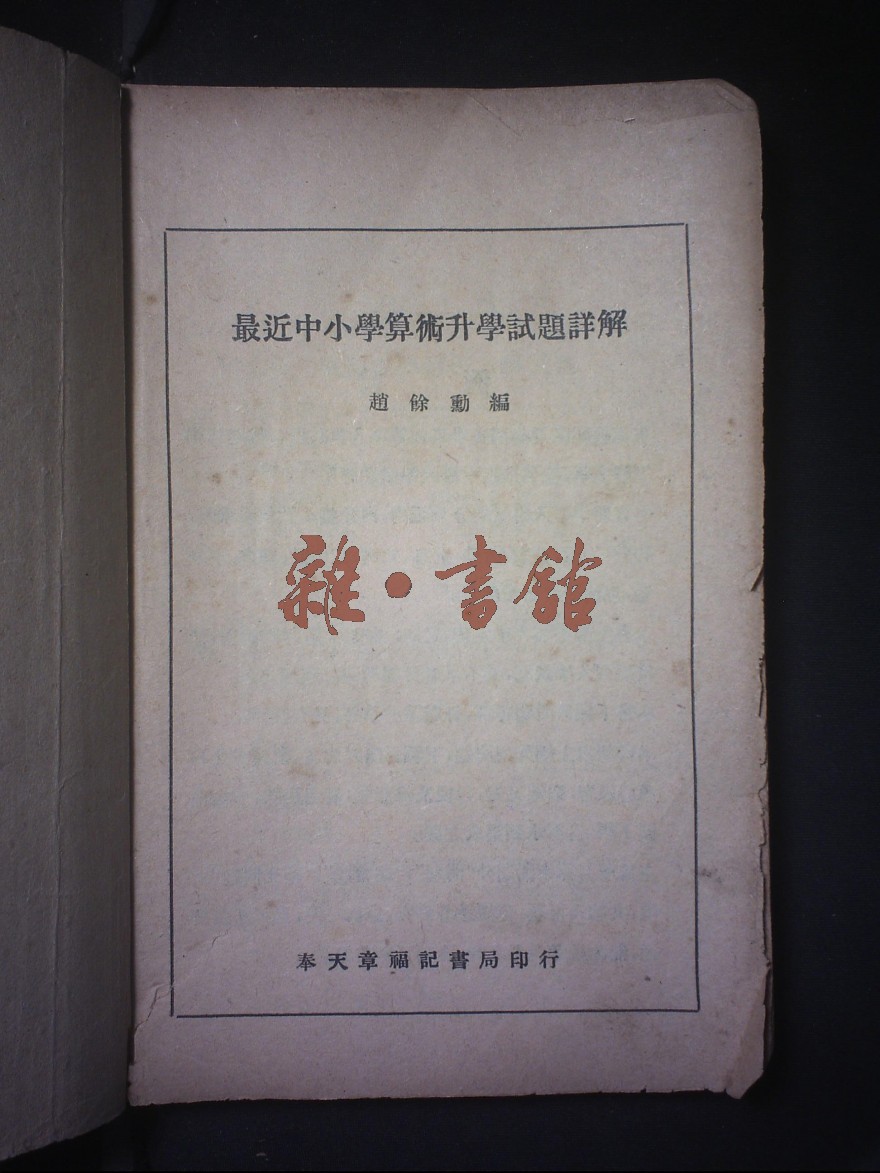 最近中小學算術升學試題詳解
趙餘勳編
雜·書館
奉天章福記書局印行